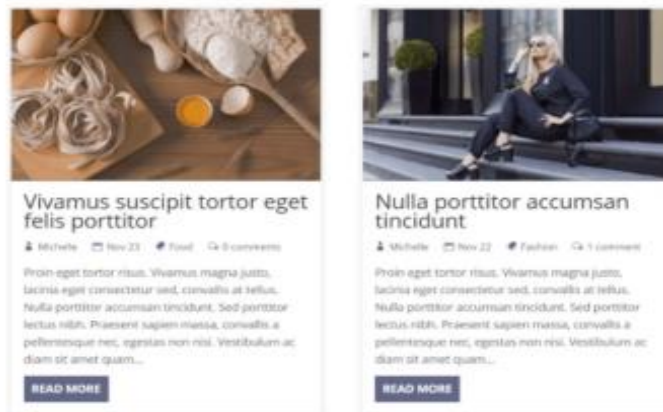 Vivamus suscipit tortor eget
felis porttitor
Michelle Nov 23 Food 0 comments
Proin eget tortor risus. Vivamus magna justo,
lacinia eget consectetur sed, convallis at tellus.
Nulla porttitor accumsan tincidunt. Sed porttitor
lectus nibh. Praesent sapien massa, convallis a
pellentesque nec, egestas non nisi. Vestibulum ac
diam sit amet quam...
READ MORE
Nulla porttitor accumsan
tincidunt
Michelle Nov 22 Fashion 1 comment
Proin eget tortor risus. Vivamus magna justo,
lacinia eget consectetur sed, convallis at tellus.
Nulla porttitor accumsan tincidunt. Sed porttitor
lectus nibh. Praesent sapien massa, convallis a
pellentesque nec, egestas non nisi. Vestibulum ac
diam sit amet quam...
READ MORE